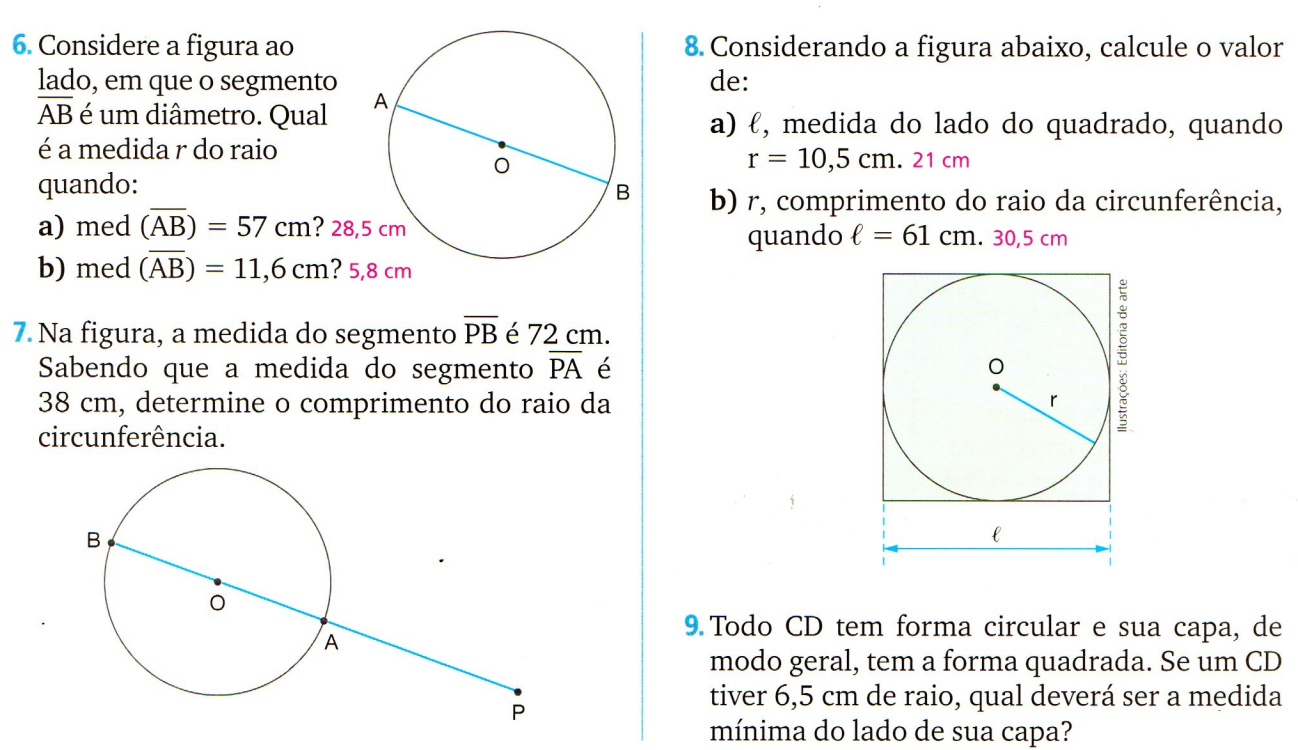 6. Considere a figura ao
lado, em que o segmento
AB é um diâmetro. Qual
é a medida r do raio
quando:
a) med (AB) = 57 cm? 28,5 cm
b) med (AB) = 11,6 cm? 5,8 cm
A
O
B
7. Na figura, a medida do segmento PB é 72 cm.
Sabendo que a medida do segmento PA é
38 cm, determine o comprimento do raio da
circunferência.
B
O
A
P
8. Considerando a figura abaixo, calcule o valor
de:
a) ℓ, medida do lado do quadrado, quando
r = 10,5 cm. 21 cm
b) r, comprimento do raio da circunferência,
quando ℓ = 61 cm. 30,5 cm
O
r
ℓ
Ilustrações: Editoria de arte
9. Todo CD tem forma circular e sua capa, de
modo geral, tem a forma quadrada. Se um CD
tiver 6,5 cm de raio, qual deverá ser a medida
mínima do lado de sua capa?